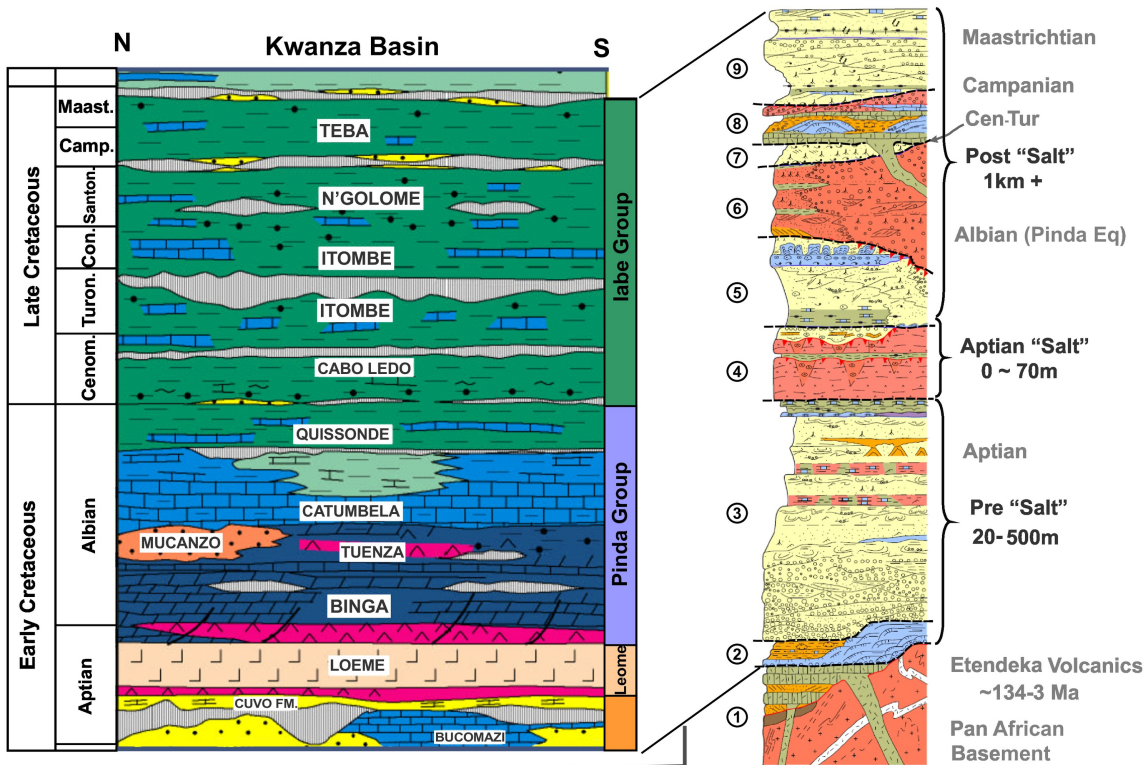 N
Kwanza Basin
S
Late Cretaceous
Early Cretaceous
Maast.
Camp.
Santon.
Con.
Turon.
Cenom.
Albian
Aptian
TEBA
N'GOLOME
ITOMBE
ITOMBE
CABO LEDO
QUISSONDE
CATUMBELA
MUCANZO
TUENZA
BINGA
LOEME
CUVO FM.
BUCOMAZI
labe Group
Pinda Group
Leome
9
8
7
6
5
4
3
2
1
Maastrichtian
Campanian
Cen-Tur
Post “Salt”
1km +
Albian (Pinda Eq)
Aptian “Salt”
0 ~ 70m
Aptian
Pre “Salt”
20-500m
Etendeka Volcanics
~134-3 Ma
Pan African
Basement